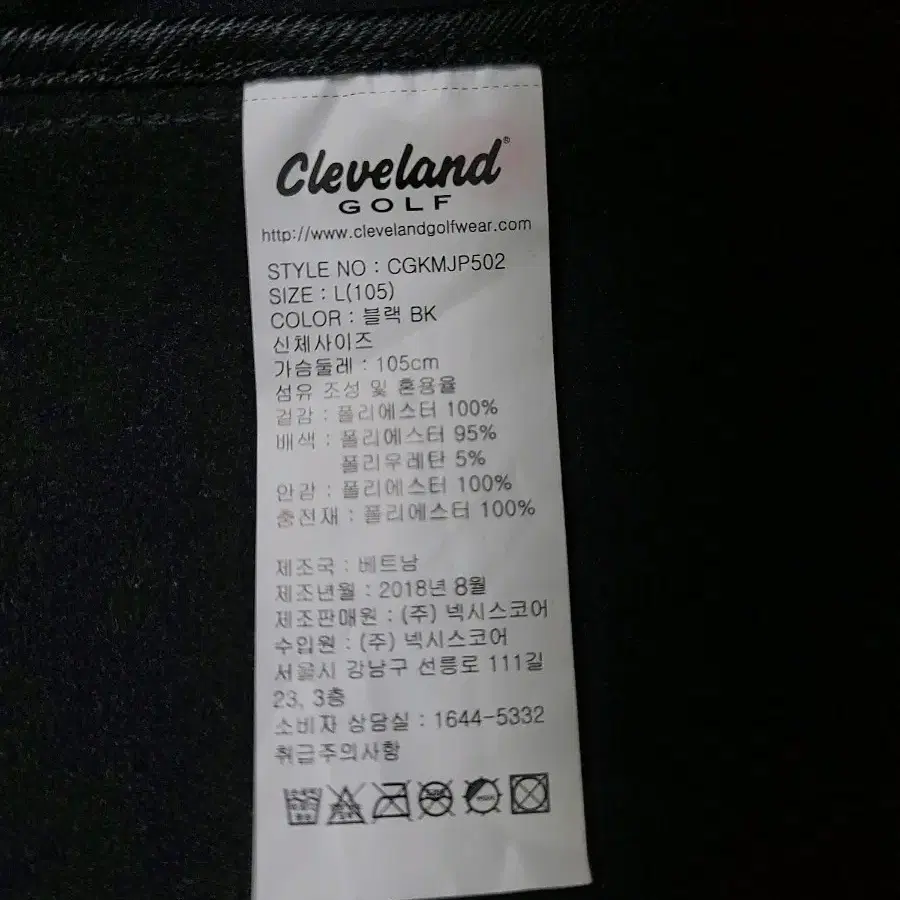 Cleveland®
GOLF
http://www.clevelandgolfwear.com
STYLE NO : CGKMJP502
SIZE : L(105)
COLOR : 블랙 BK
신체사이즈
가슴둘레 : 105cm
섬유 조성 및 혼용율
겉감 : 폴리에스터 100%
배색 : 폴리에스터 95%
폴리우레탄 5%
안감 : 폴리에스터 100%
충전재 : 폴리에스터 100%
제조국 : 베트남
제조년월 : 2018년 8월
제조판매원 : (주) 넥시스코어
수입원 : (주) 넥시스코어
서울시 강남구 선릉로 111길
23, 3층
소비자 상담실 : 1644-5332
취급주의사항